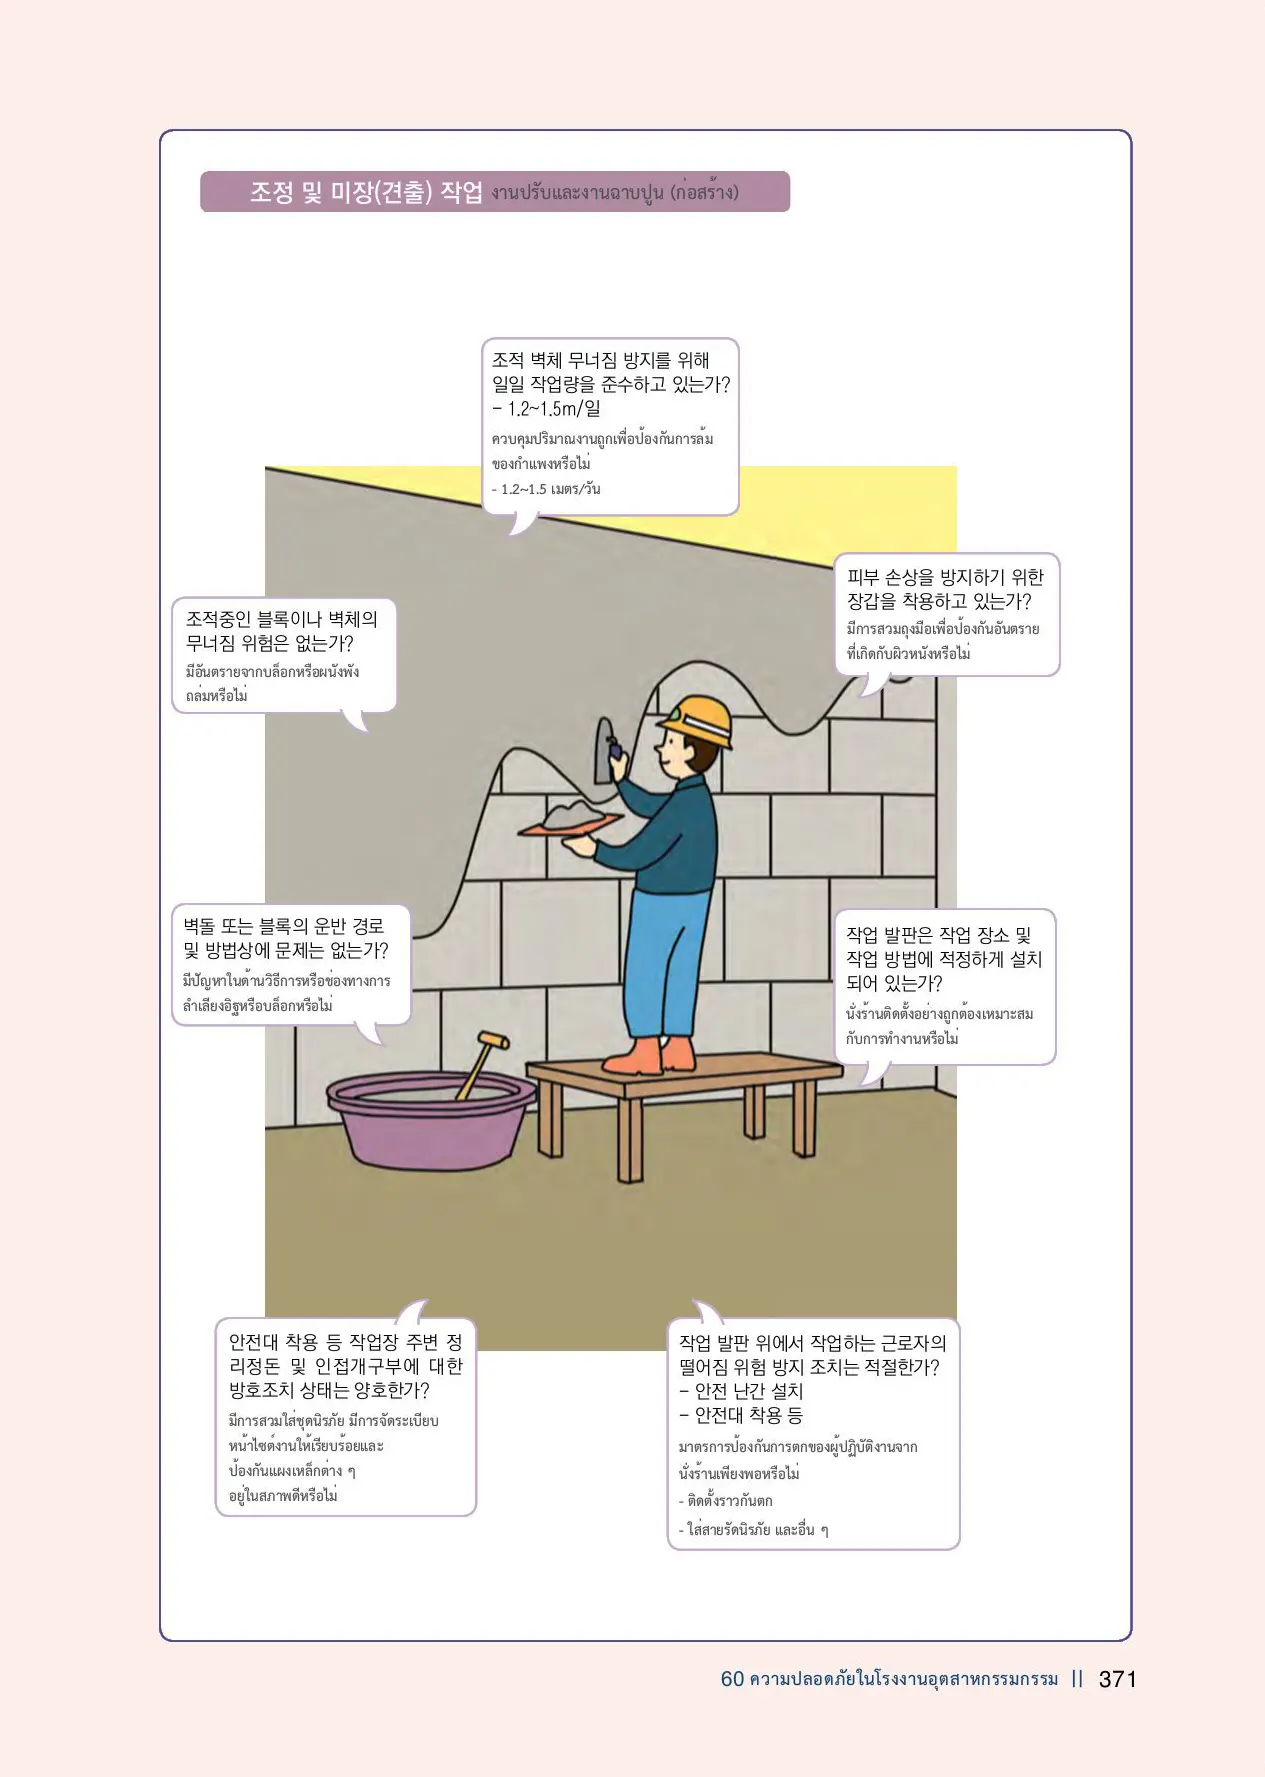 조정 및 미장(견출) 작업 งานปรับและงานฉาบปูน (ก่อสร้าง)
조적 벽체 무너짐 방지를 위해
일일 작업량을 준수하고 있는가?
- 1.2~1.5m/일
ควบคุมปริมาณงานถูกเพื่อป้องกันการล้ม
ของกำแพงหรือไม่
- 1.2~1.5 เมตร/วัน
피부 손상을 방지하기 위한
장갑을 착용하고 있는가?
มีการสวมถุงมือเพื่อป้องกันอันตราย
ที่เกิดกับผิวหนังหรือไม่
조적중인 블록이나 벽체의
무너짐 위험은 없는가?
มีอันตรายจากบล็อกหรือผนังพัง
ถล่มหรือไม่
벽돌 또는 블록의 운반 경로
및 방법상에 문제는 없는가?
มีปัญหาในด้านวิธีการหรือช่องทางการ
ลำเลียงอิฐหรือบล็อกหรือไม่
작업 발판은 작업 장소 및
작업 방법에 적정하게 설치
되어 있는가?
นั่งร้านติดตั้งอย่างถูกต้องเหมาะสม
กับการทำงานหรือไม่
안전대 착용 등 작업장 주변 정
리정돈 및 인접개구부에 대한
방호조치 상태는 양호한가?
มีการสวมใส่ชุดนิรภัย มีการจัดระเบียบ
หน้าไซต์งานให้เรียบร้อยและ
ป้องกันแผงเหล็กต่าง ๆ
อยู่ในสภาพดีหรือไม่
작업 발판 위에서 작업하는 근로자의
떨어짐 위험 방지 조치는 적절한가?
- 안전 난간 설치
- 안전대 착용 등
มาตรการป้องกันการตกของผู้ปฏิบัติงานจาก
นั่งร้านเพียงพอหรือไม่
- ติดตั้งราวกันตก
- ใส่สายรัดนิรภัย และอื่น ๆ
60 ความปลอดภัยในโรงงานอุตสาหกรรมกรรม || 371